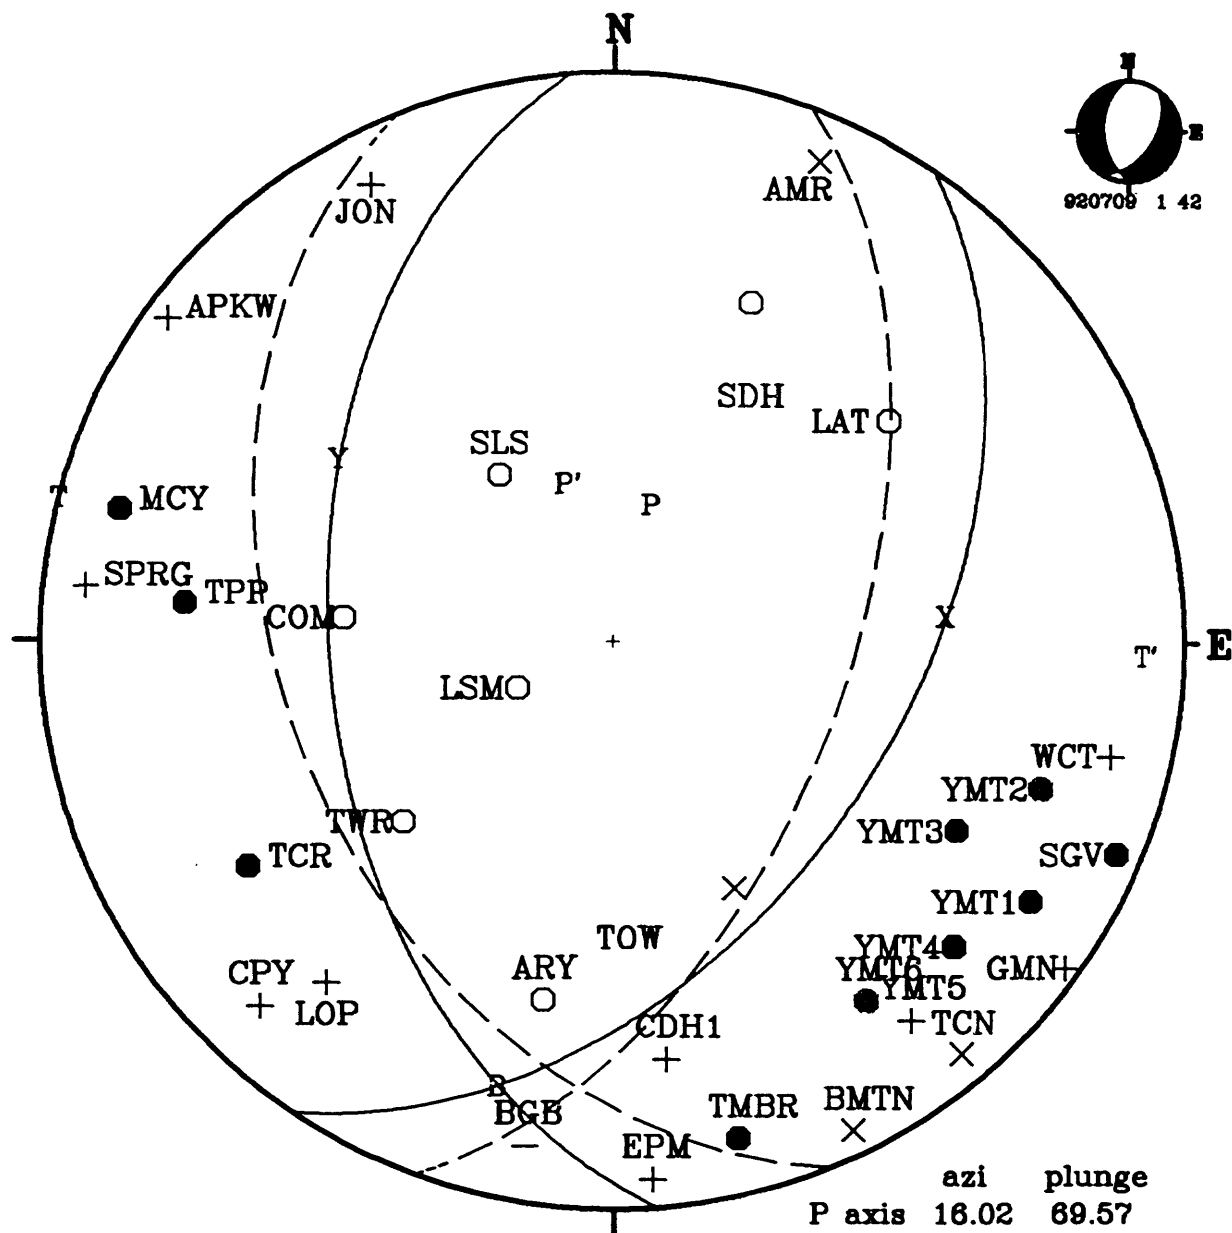 N
N
E
920709 1 42
AMR
JON
APKW
SDH
LAT
SLS
Y
P'
P
T
MCY
SPRG
TPP
COM
X
E
T'
LSM
WCT
YMT2
TWR
YMT3
TCR
SGV
YMT1
TOW
YMT4
ARY
YMT6
GMN
CPY
YMT5
LOP
CDH1
TCN
B
BGB
TMBR
BMTN
EPM
azi plunge
P axis 16.02 69.57